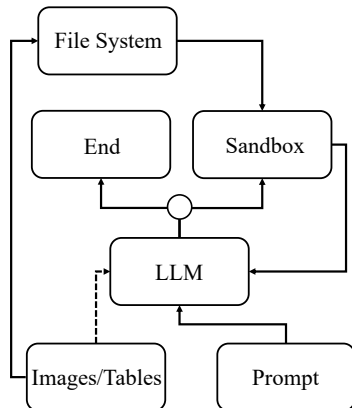 File System
End
Sandbox
LLM
Images/Tables
Prompt